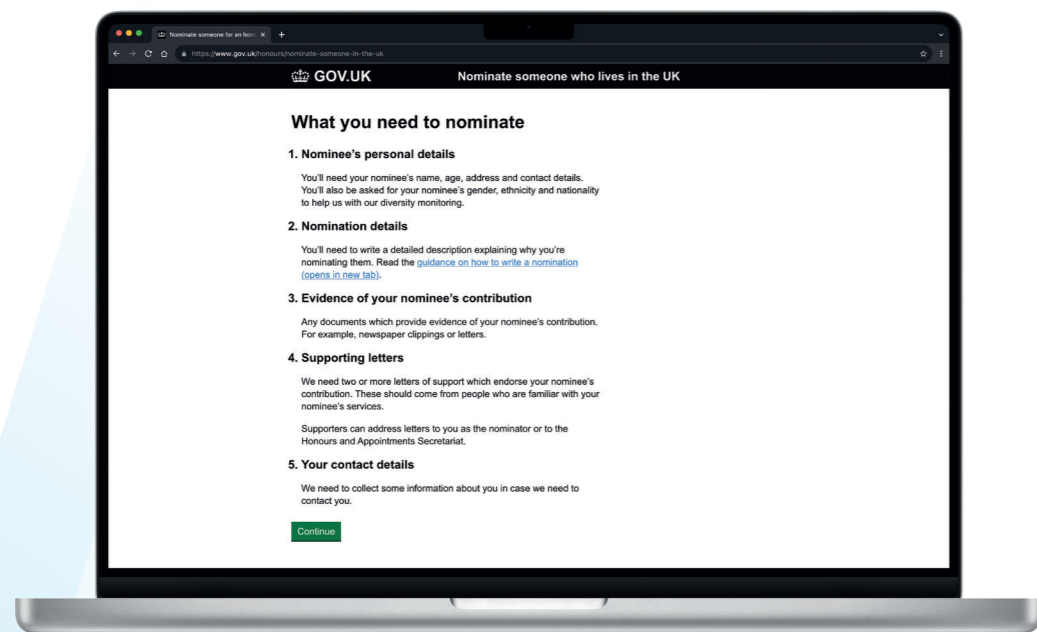 Nominate someone for an hono
https://www.gov.uk/honours/nominate-someone-in-the-uk
GOV.UK
Nominate someone who lives in the UK
What you need to nominate
1. Nominee’s personal details
You’ll need your nominee’s name, age, address and contact details.
You’ll also be asked for your nominee’s gender, ethnicity and nationality
to help us with our diversity monitoring.
2. Nomination details
You’ll need to write a detailed description explaining why you’re
nominating them. Read the guidance on how to write a nomination
(opens in new tab).
3. Evidence of your nominee’s contribution
Any documents which provide evidence of your nominee’s contribution.
For example, newspaper clippings or letters.
4. Supporting letters
We need two or more letters of support which endorse your nominee’s
contribution. These should come from people who are familiar with your
nominee’s services.
Supporters can address letters to you as the nominator or to the
Honours and Appointments Secretariat.
5. Your contact details
We need to collect some information about you in case we need to
contact you.
Continue